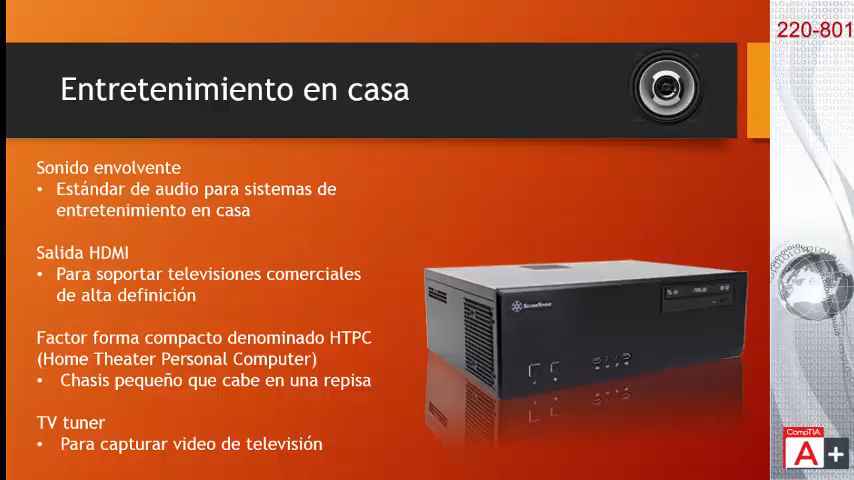 220-801
Entretenimiento en casa
Sonido envolvente
• Estándar de audio para sistemas de
entretenimiento en casa
Salida HDMI
• Para soportar televisiones comerciales
de alta definición
Factor forma compacto denominado HTPC
(Home Theater Personal Computer)
• Chasis pequeño que cabe en una repisa
TV tuner
• Para capturar video de televisión
SilverStone
CompTIA
A+